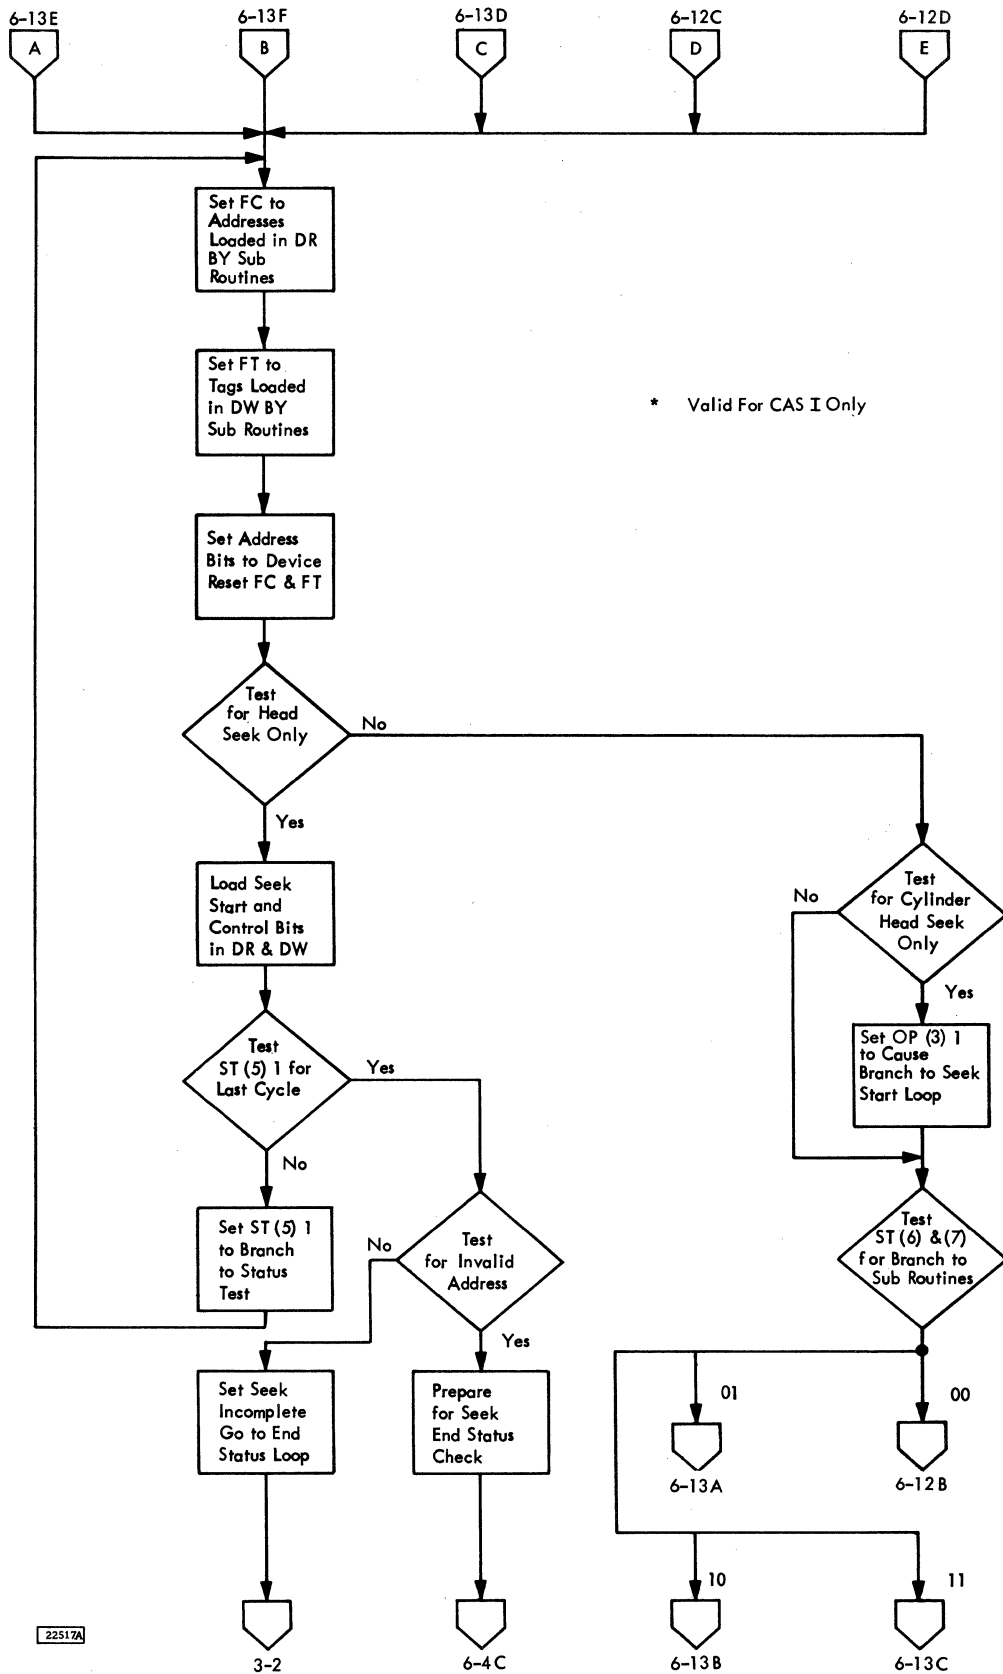 6-13E
6-13F
6-13D
6-12C
6-12D
A
B
C
D
E
Set FC to
Addresses
Loaded in DR
BY Sub
Routines
Set FT to
Tags Loaded
in DW BY
Sub Routines
* Valid For CAS I Only
Set Address
Bits to Device
Reset FC & FT
Test
for Head
Seek Only
No
Yes
Load Seek
Start and
Control Bits
in DR & DW
Test
for Cylinder
Head Seek
Only
No
Yes
Set OP (3) 1
to Cause
Branch to Seek
Start Loop
Test
ST (5) 1 for
Last Cycle
Yes
No
Set ST (5) 1
to Branch
to Status
Test
Test
for Invalid
Address
No
Yes
Test
ST (6) & (7)
for Branch to
Sub Routines
Set Seek
Incomplete
Go to End
Status Loop
Prepare
for Seek
End Status
Check
01
00
6-13A
6-12B
10
11
22517A
3-2
6-4C
6-13B
6-13C